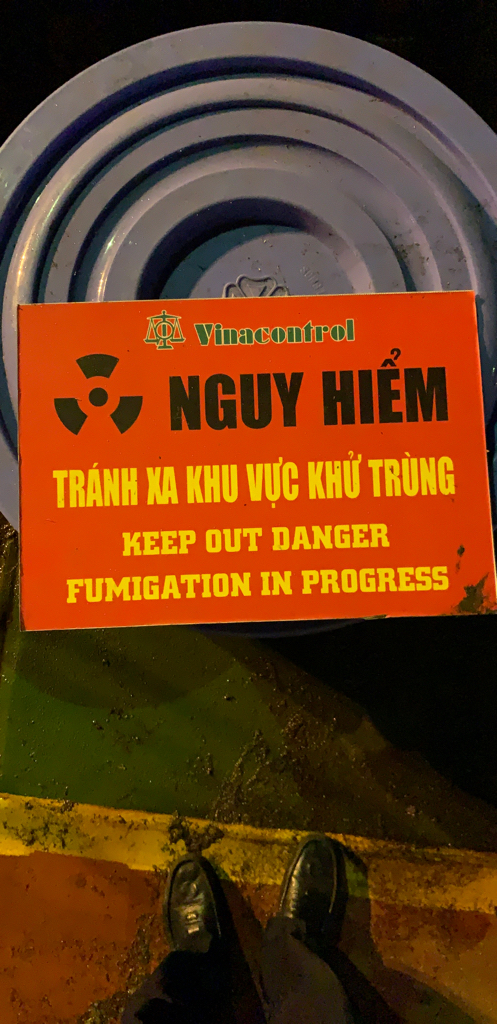 Vinacontrol
NGUY HIỂM
TRÁNH XA KHU VỰC KHỬ TRÙNG
KEEP OUT DANGER
FUMIGATION IN PROGRESS